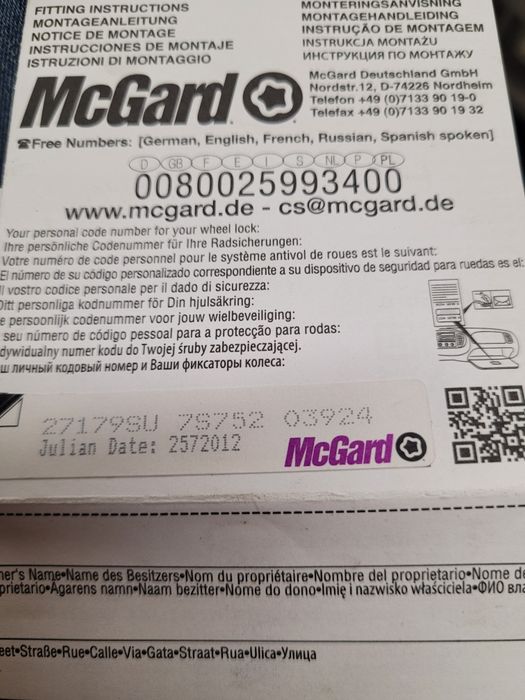 FITTING INSTRUCTIONS
MONTAGEANLEITUNG
NOTICE DE MONTAGE
INSTRUCCIONES DE MONTAJE
ISTRUZIONI DI MONTAGGIO
MONTERINGSANVISNING
MONTAGEHANDLEIDING
INSTRUÇÃO DE MONTAGEM
INSTRUKCJA MONTAŻU
ИНСТРУКЦИЯ ПО МОНТАЖУ
McGard
McGard Deutschland GmbH
Nordstr.12, D-74226 Nordheim
Telefon +49 (0)7133 90 19-0
Telefax +49 (0)7133 90 19 32
☎Free Numbers: [German, English, French, Russian, Spanish spoken]
D GB F E I S NL P PL
0080025993400
www.mcgard.de - cs@mcgard.de
Your personal code number for your wheel lock:
Ihre persönliche Codenummer für Ihre Radsicherungen:
Votre numéro de code personnel pour le système antivol de roues est le suivant:
El número de su código personalizado correspondiente a su dispositivo de seguridad para ruedas es el:
Il vostro codice personale per il dado di sicurezza:
Ditt personliga kodnummer för Din hjulsäkring:
e persoonlijk codenummer voor jouw wielbeveiliging:
seu número de código pessoal para a protecção para rodas:
dywidualny numer kodu do Twojej śruby zabezpieczającej.
ш личный кодовый номер и Ваши фиксаторы колеса:
27179SU 7S752 03924
Julian Date: 2572012
McGard
ner's Name•Name des Besitzers•Nom du propriétaire•Nombre del proprietario•Nome de
prietario•Ägarens namn•Naam bezitter•Nome do dono•Imię i nazwisko właściciela•ФИО вла
eet•Straße•Rue•Calle•Via•Gata•Straat•Rua•Ulica•Улица